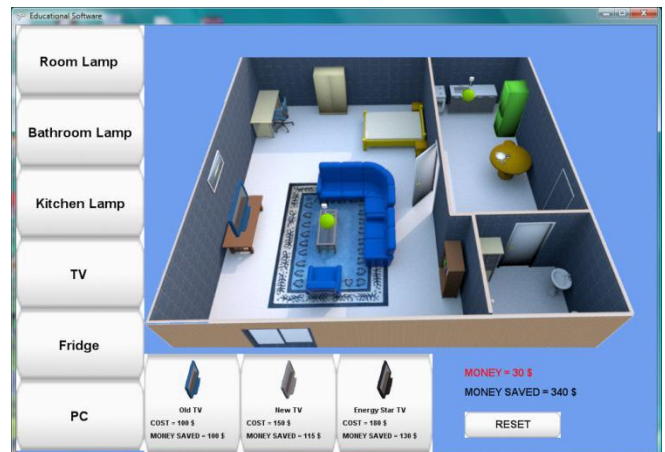 Educational Software
Room Lamp
Bathroom Lamp
Kitchen Lamp
TV
Fridge
PC
Old TV
COST = 100 $
MONEY SAVED = 100 $
New TV
COST = 150 $
MONEY SAVED = 115 $
Energy Star TV
COST = 180 $
MONEY SAVED = 130 $
MONEY = 30 $
MONEY SAVED = 340 $
RESET